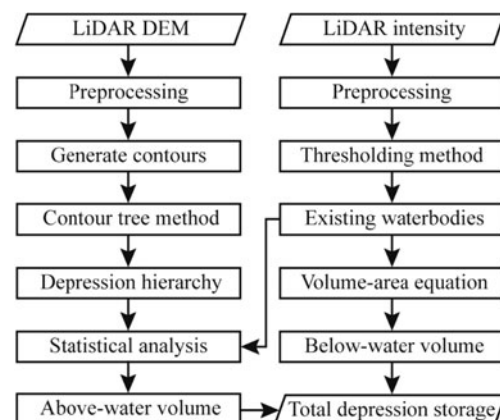 LiDAR DEM
Preprocessing
Generate contours
Contour tree method
Depression hierarchy
Statistical analysis
Above-water volume
LiDAR intensity
Preprocessing
Thresholding method
Existing waterbodies
Volume-area equation
Below-water volume
Total depression storage